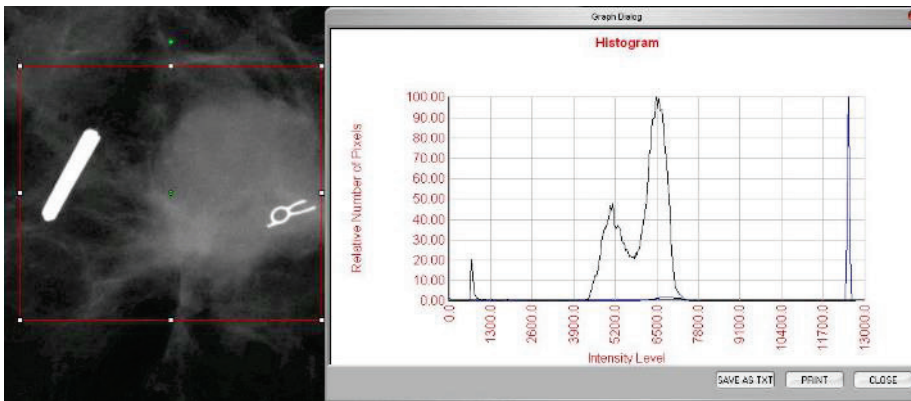 Graph Dialog
Histogram
Relative Number of Pixels
100.00
90.00
80.00
70.00
60.00
50.00
40.00
30.00
20.00
10.00
0.00
0.0 1300.0 2600.0 3900.0 5200.0 6500.0 7800.0 9100.0 10400.0 11700.0 13000.0
Intensity Level
SAVE AS TXT PRINT CLOSE